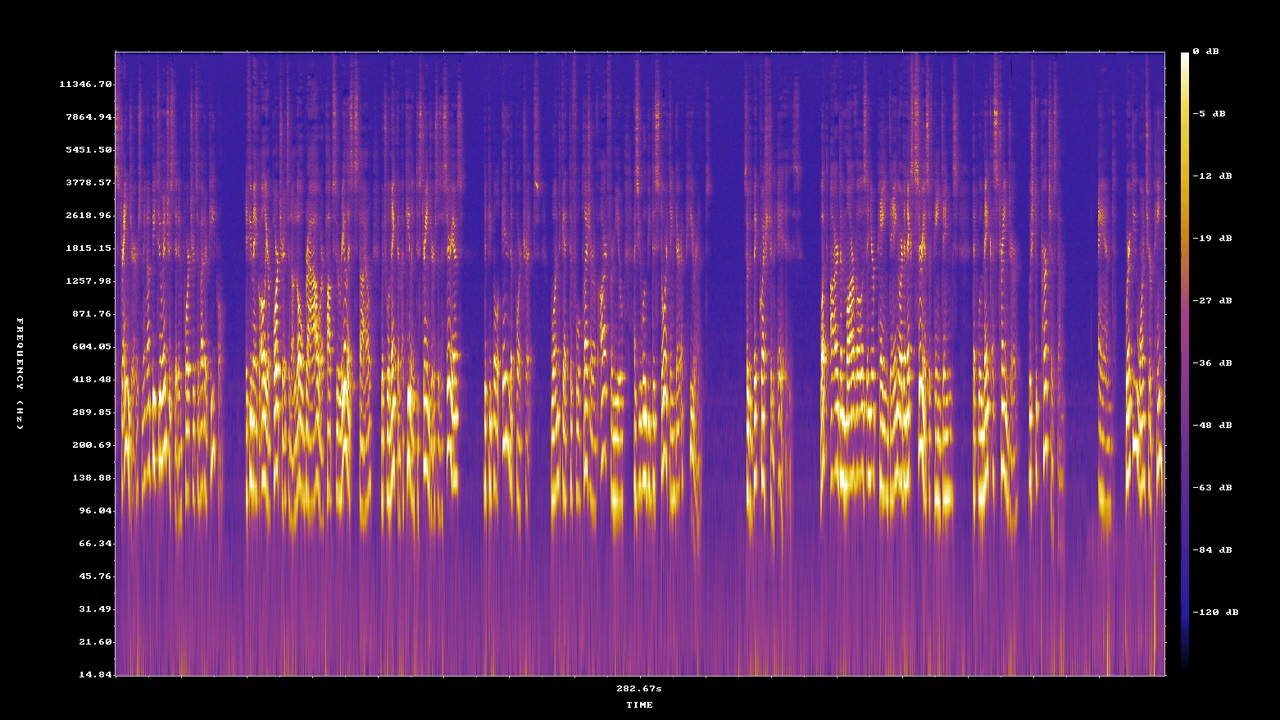 0 dB
11346.70
-5 dB
7864.94
5451.50
-12 dB
3778.57
2618.96
-19 dB
1815.15
1257.98
-27 dB
871.76
604.05
-36 dB
418.48
289.85
-48 dB
200.69
138.88
-63 dB
96.04
66.34
-84 dB
45.76
31.49
-120 dB
21.60
14.84
FREQUENCY (Hz)
282.67s
TIME